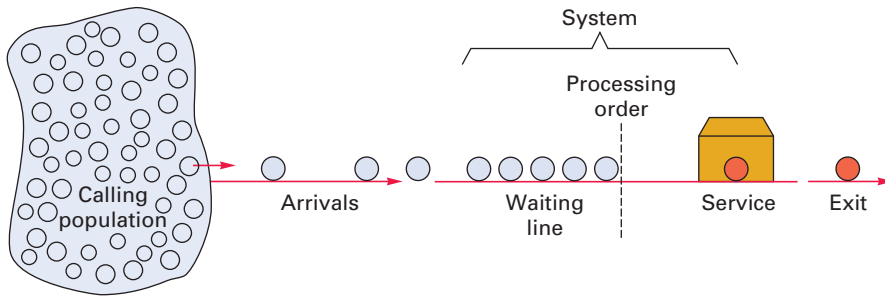 System
Processing
order
Calling
population
Arrivals
Waiting
line
Service
Exit